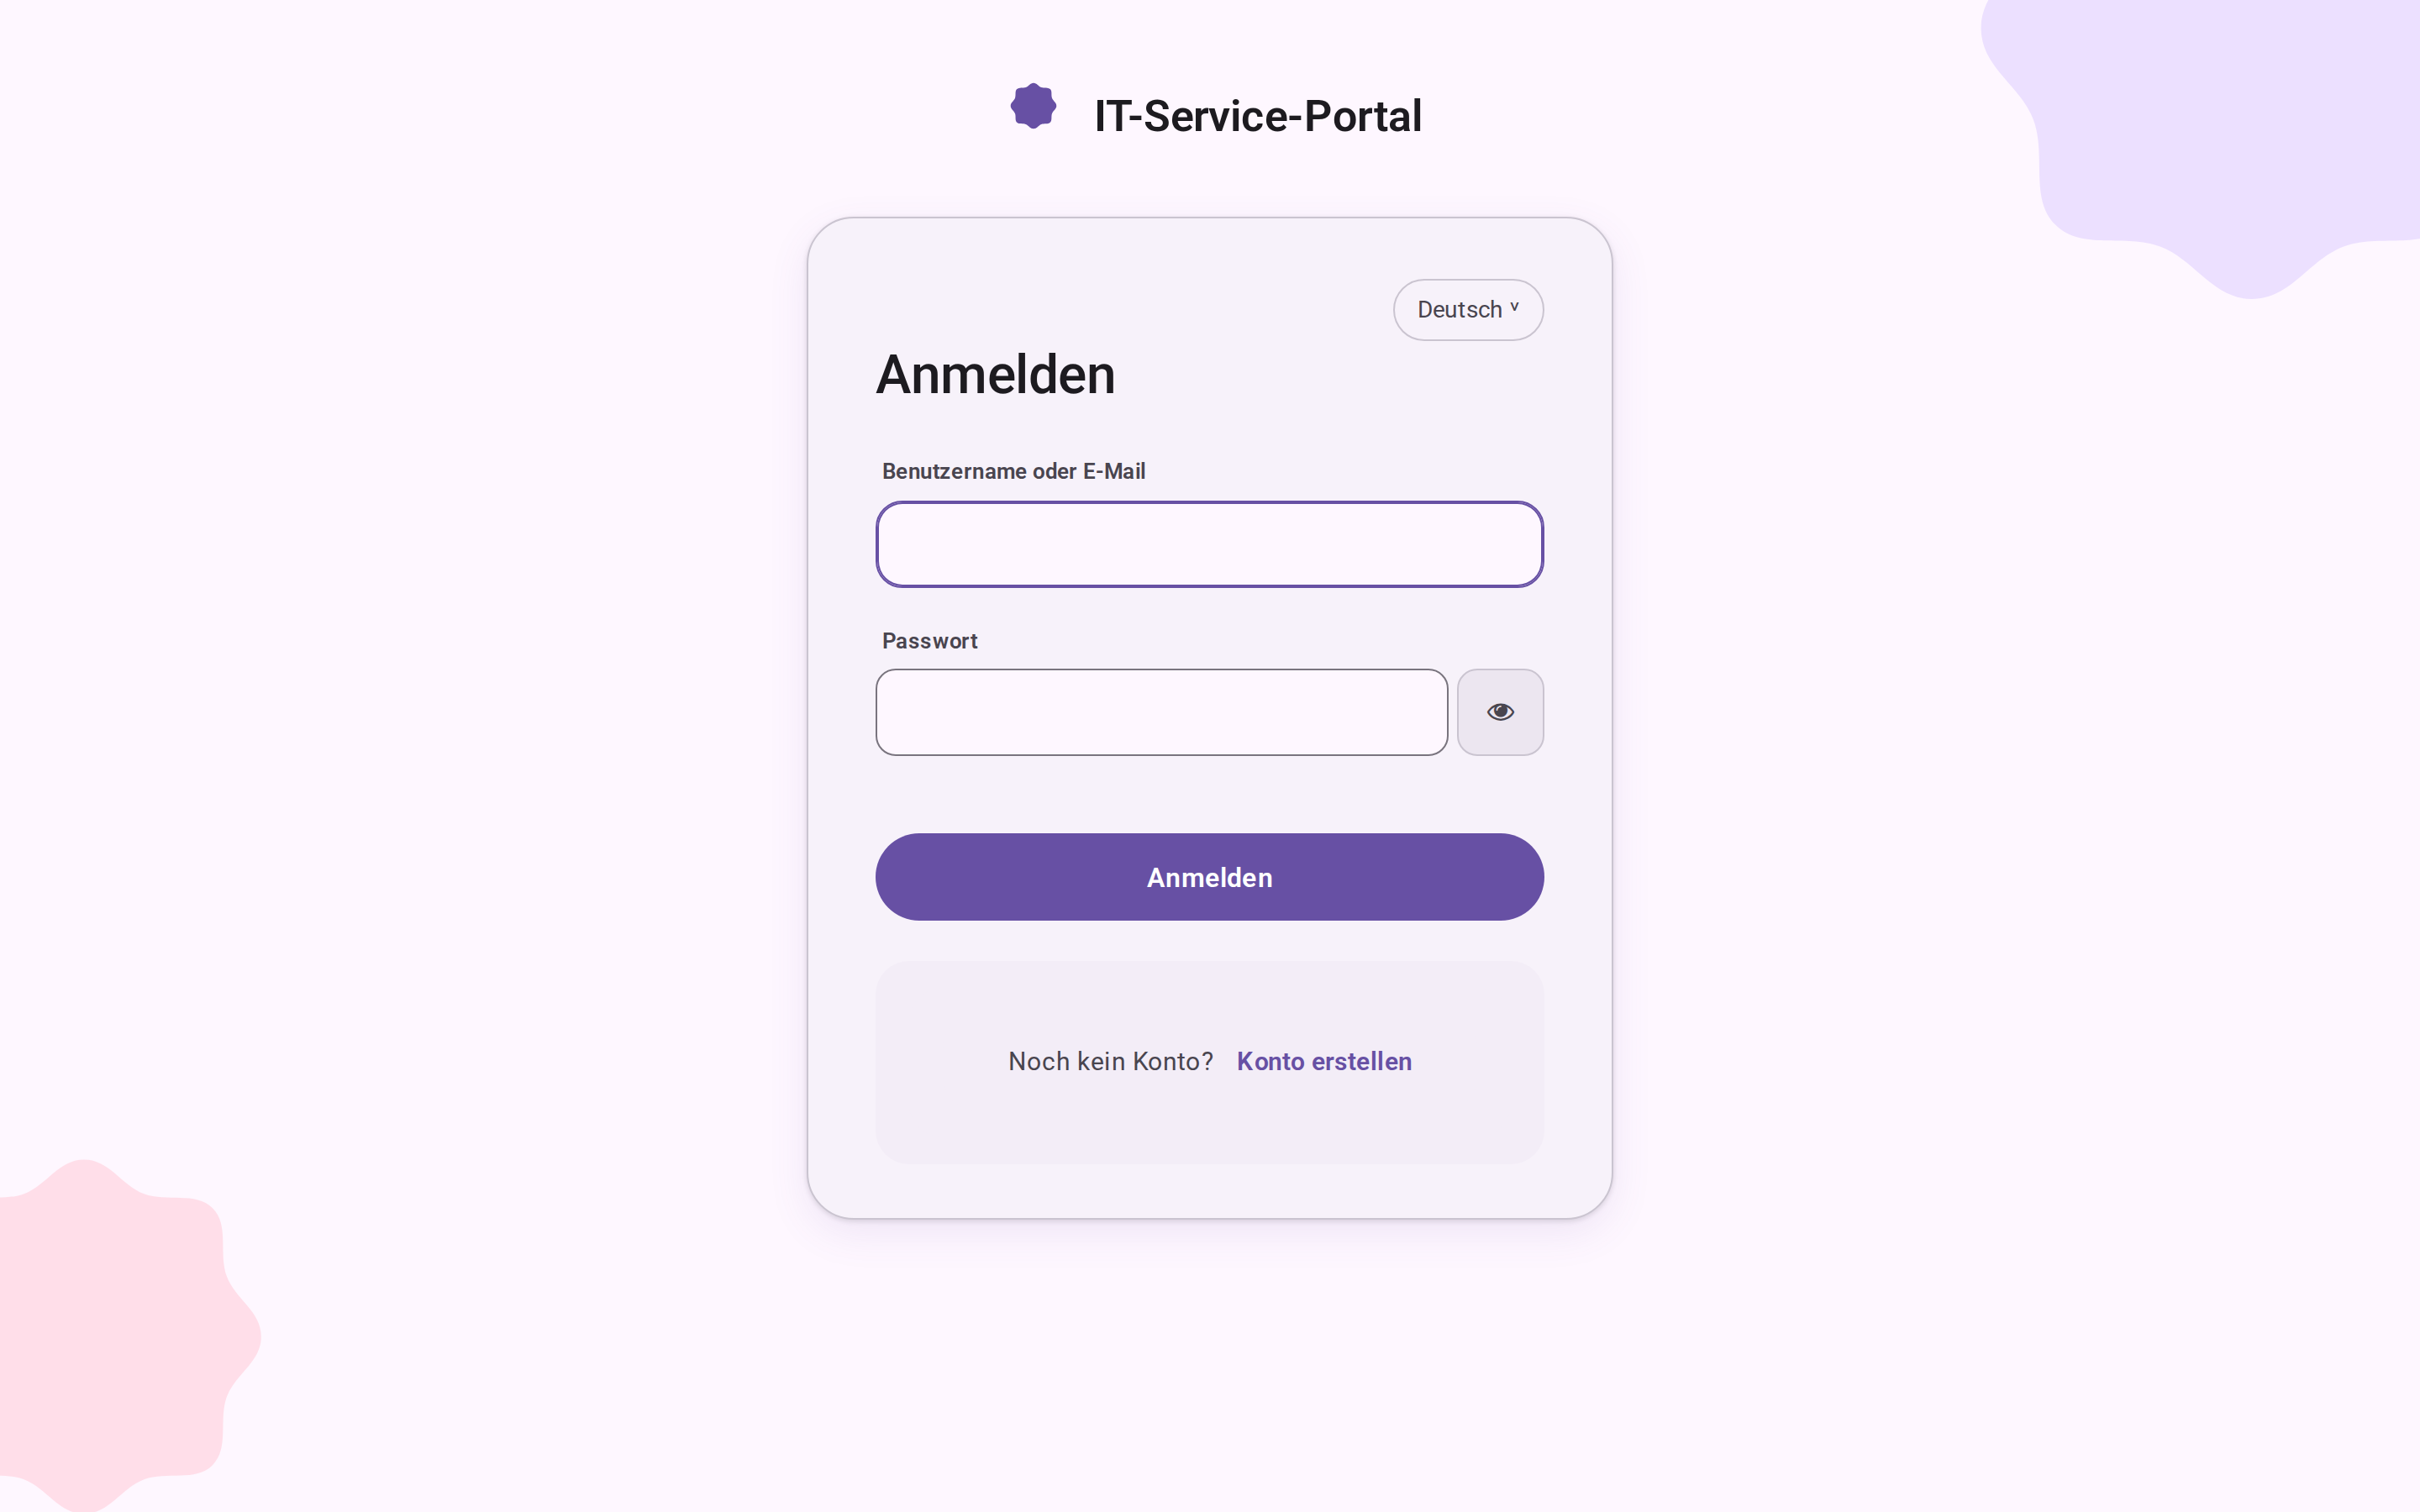 IT-Service-Portal
Deutsch
Anmelden
Benutzername oder E-Mail
Passwort
Anmelden
Noch kein Konto? Konto erstellen